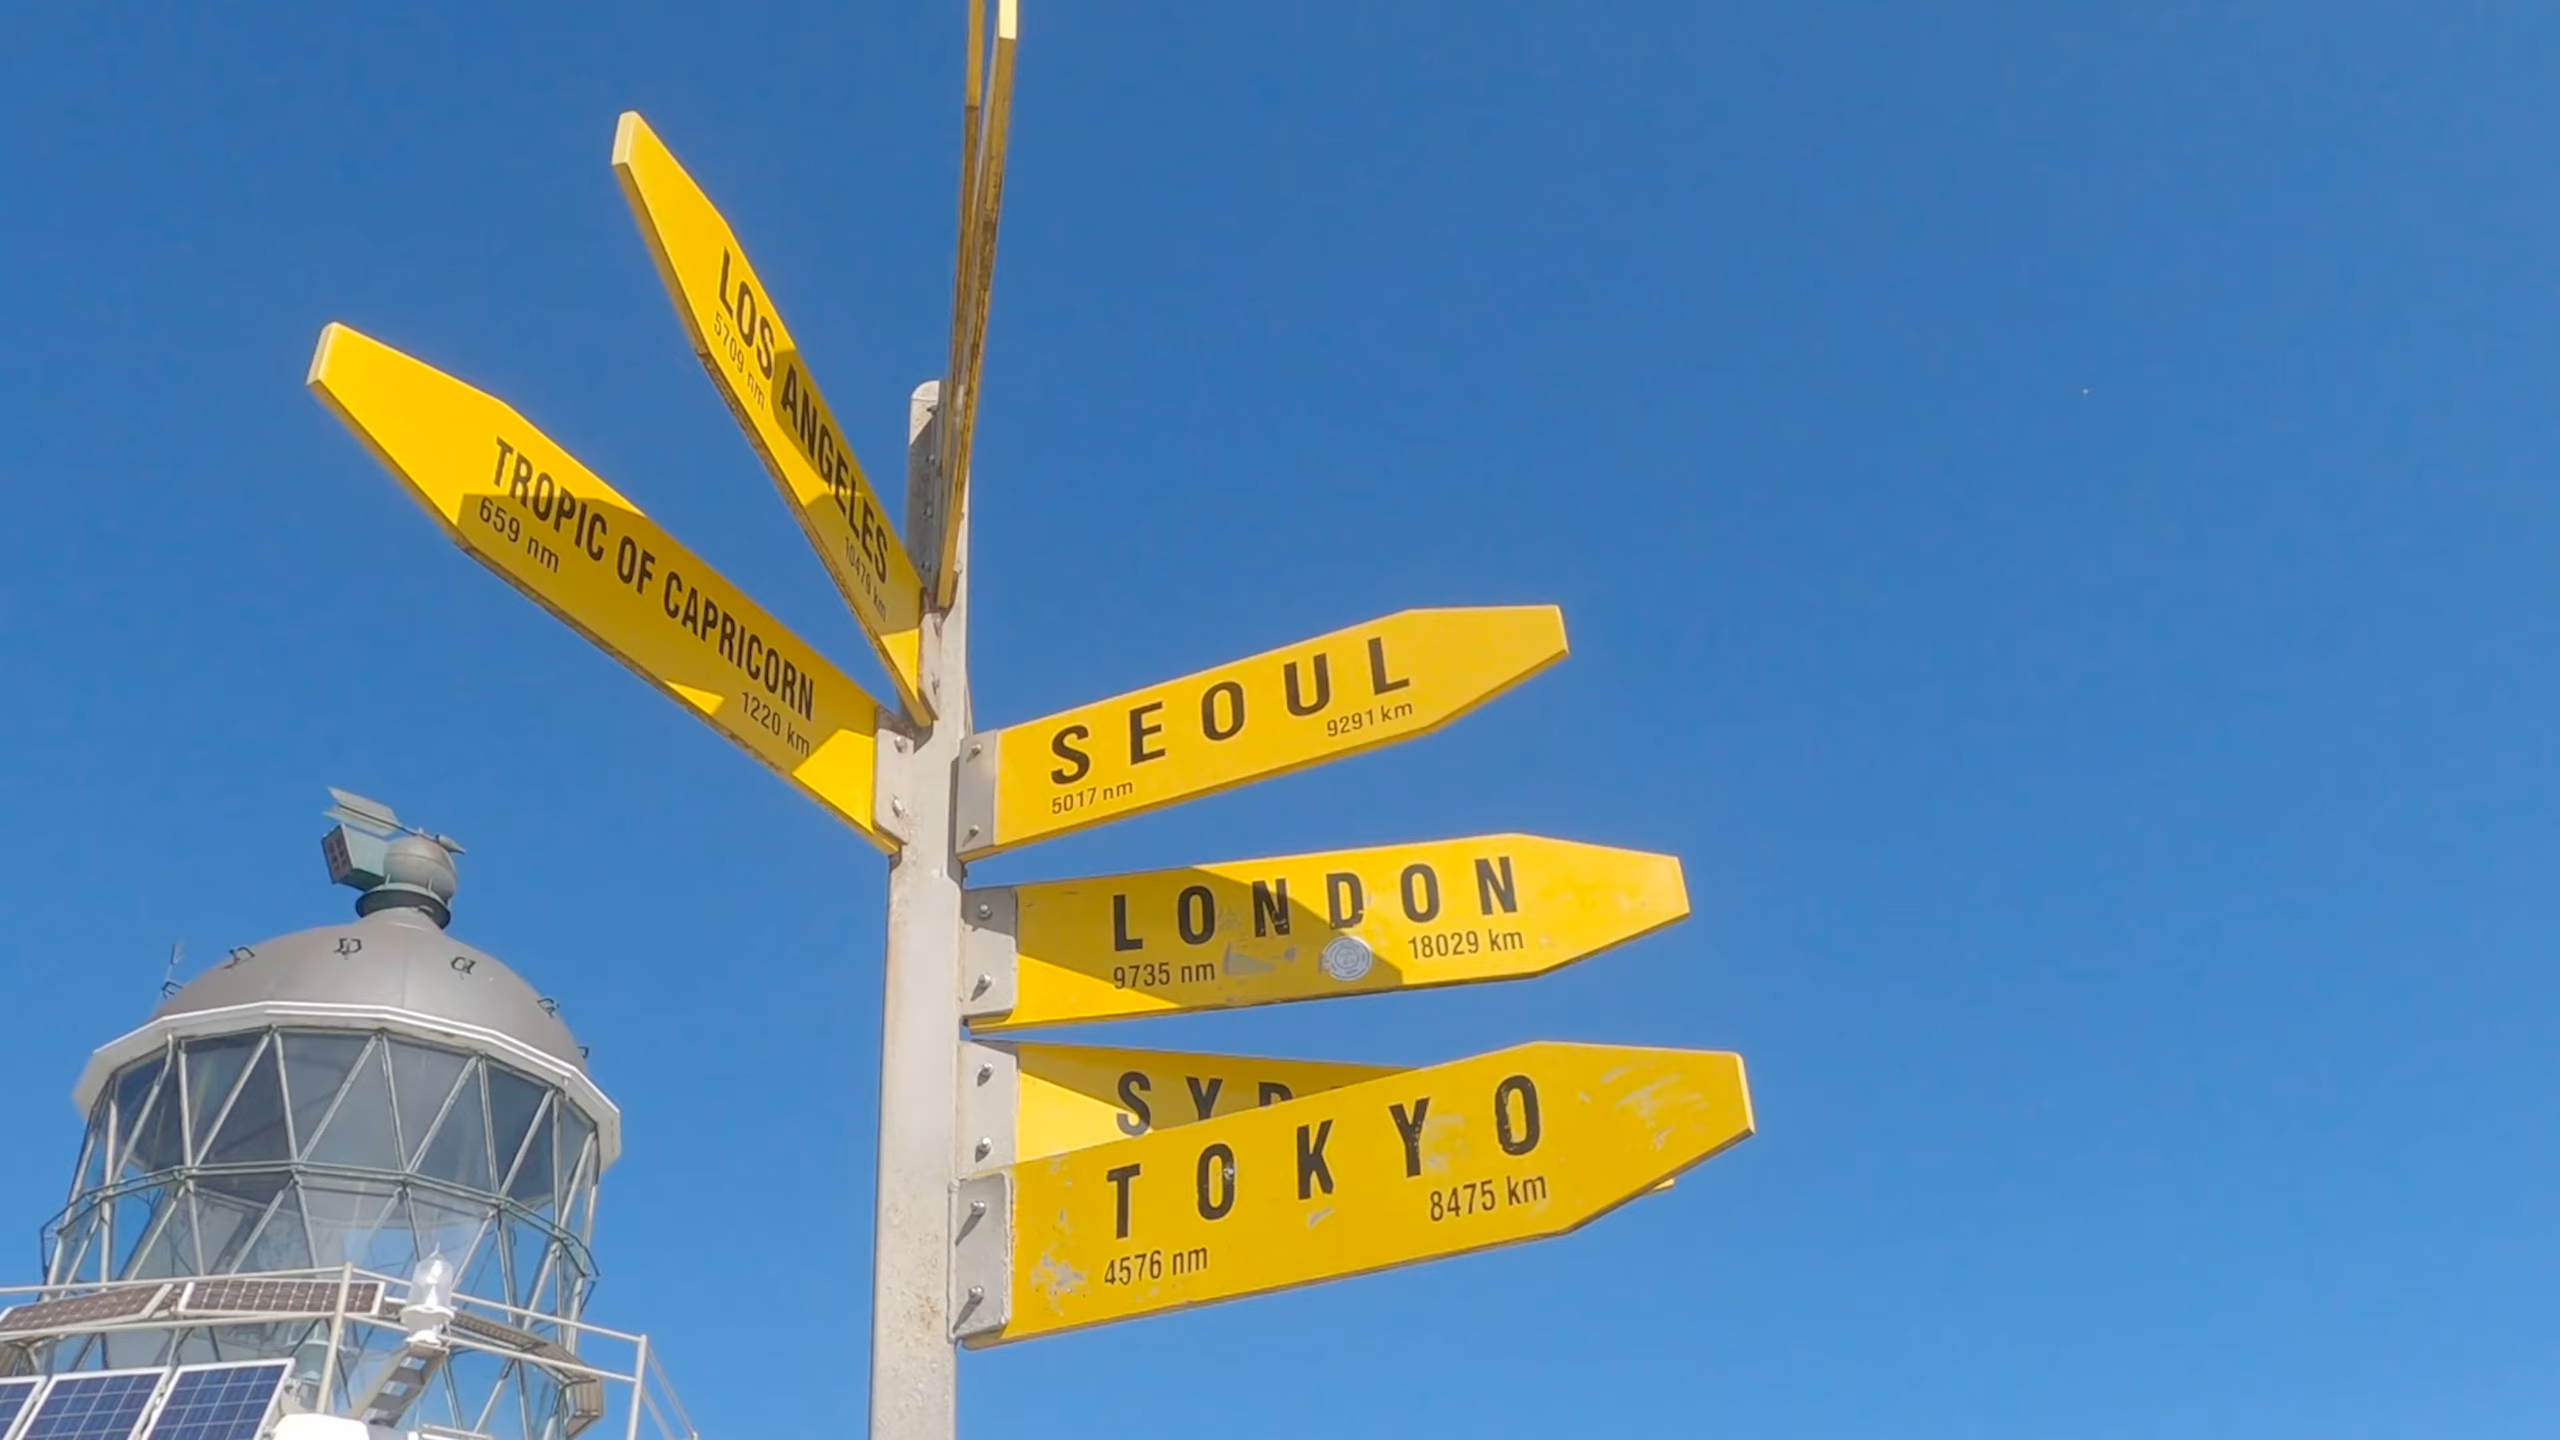 LOS ANGELES
5709 nm 10479 km
TROPIC OF CAPRICORN
659 nm 1220 km
SEOUL
5017 nm 9291 km
LONDON
9735 nm 18029 km
TOKYO
4576 nm 8475 km